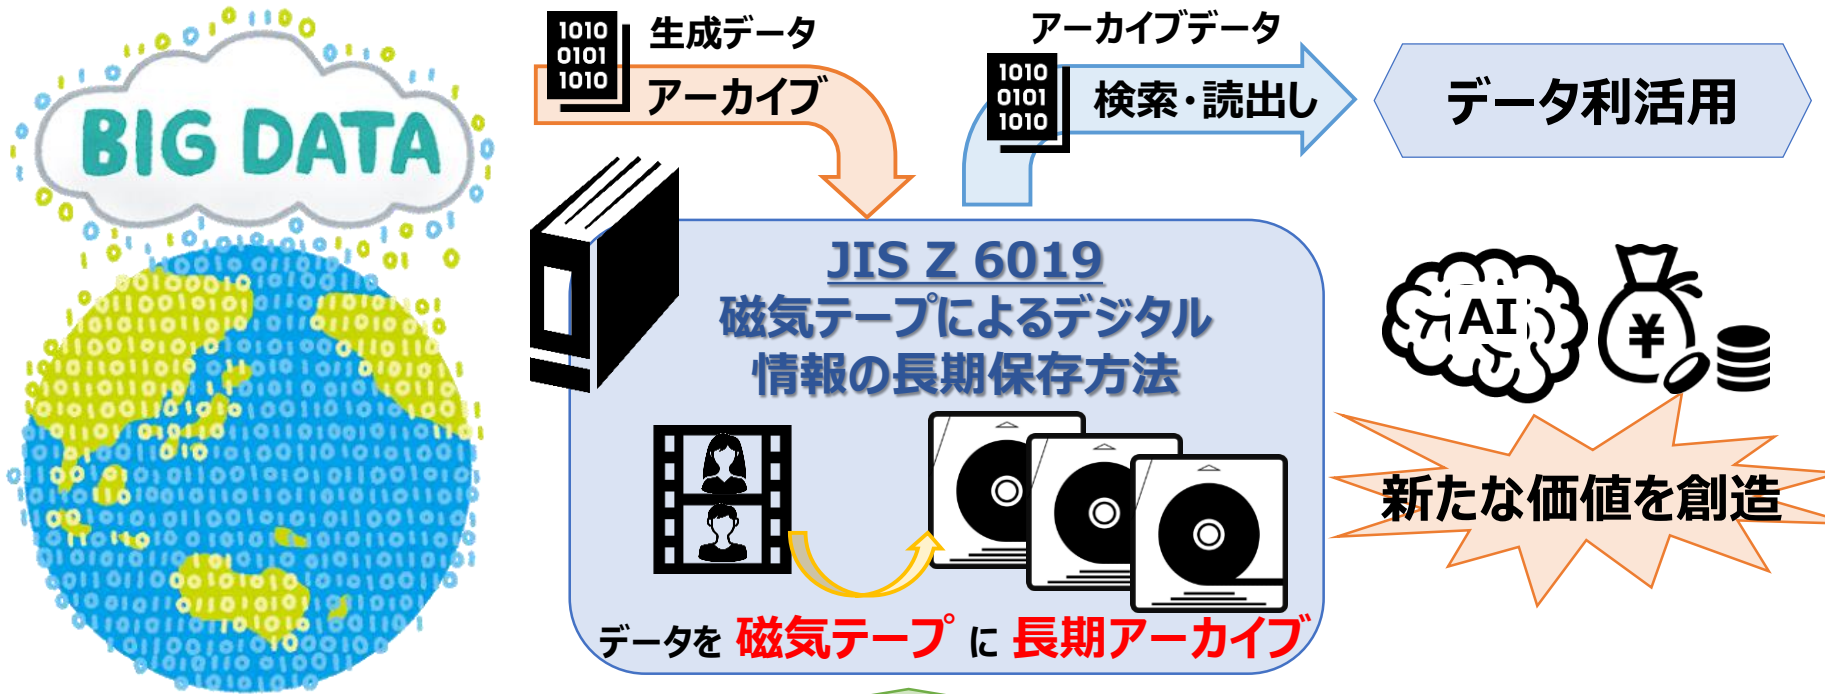 BIG DATA
1010
0101
1010
生成データ
アーカイブ
アーカイブデータ
1010
0101
1010
検索・読出し
データ利活用
JIS Z 6019
磁気テープによるデジタル
情報の長期保存方法
AI
¥
新たな価値を創造
データを 磁気テープ に 長期アーカイブ